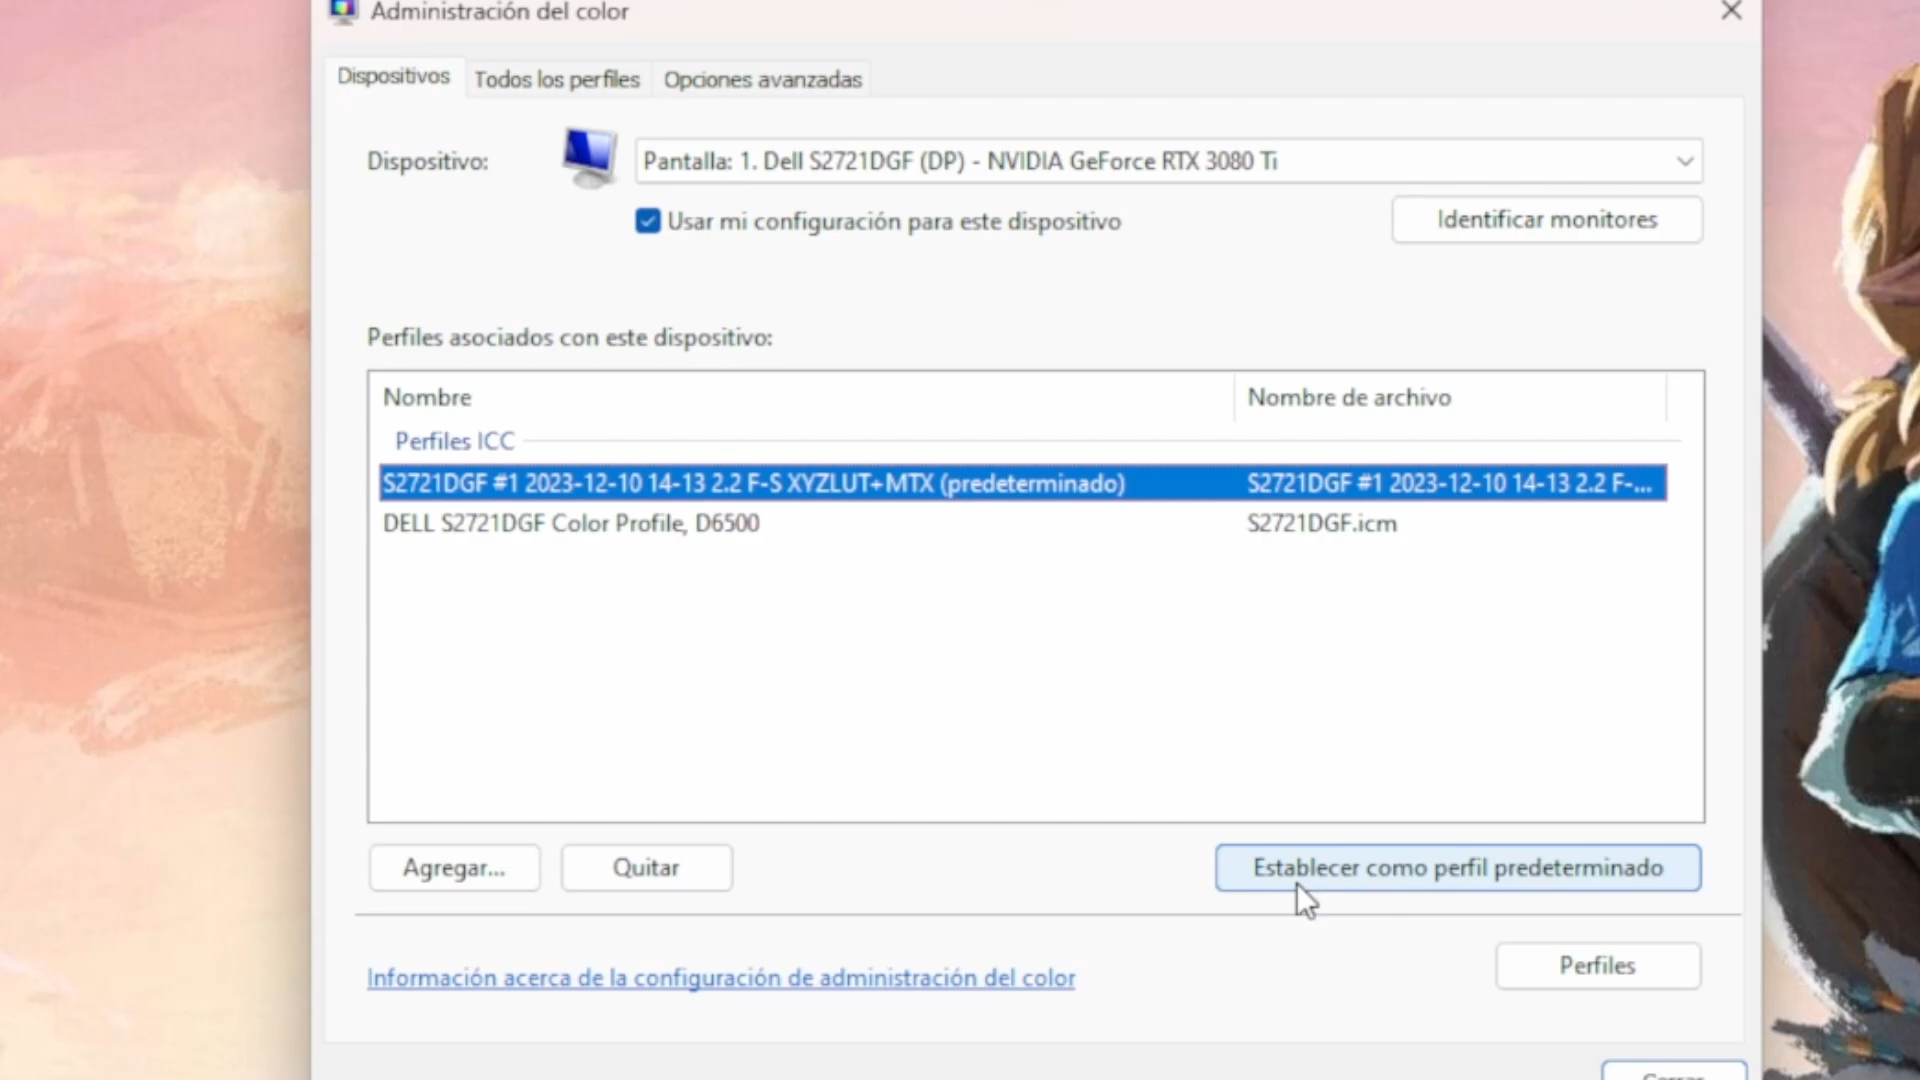 Administración del color
Dispositivos
Todos los perfiles
Opciones avanzadas
Dispositivo:
Pantalla: 1. Dell S2721DGF (DP) - NVIDIA GeForce RTX 3080 Ti
Usar mi configuración para este dispositivo
Identificar monitores
Perfiles asociados con este dispositivo:
Nombre
Nombre de archivo
Perfiles ICC
S2721DGF #1 2023-12-10 14-13 2.2 F-S XYZLUT+MTX (predeterminado)
S2721DGF #1 2023-12-10 14-13 2.2 F-...
DELL S2721DGF Color Profile, D6500
S2721DGF.icm
Agregar...
Quitar
Establecer como perfil predeterminado
Información acerca de la configuración de administración del color
Perfiles